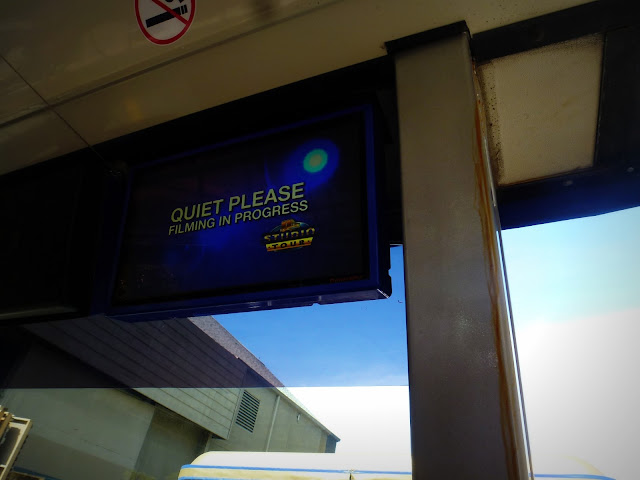 QUIET PLEASE
FILMING IN PROGRESS
STUDIO
TOUR